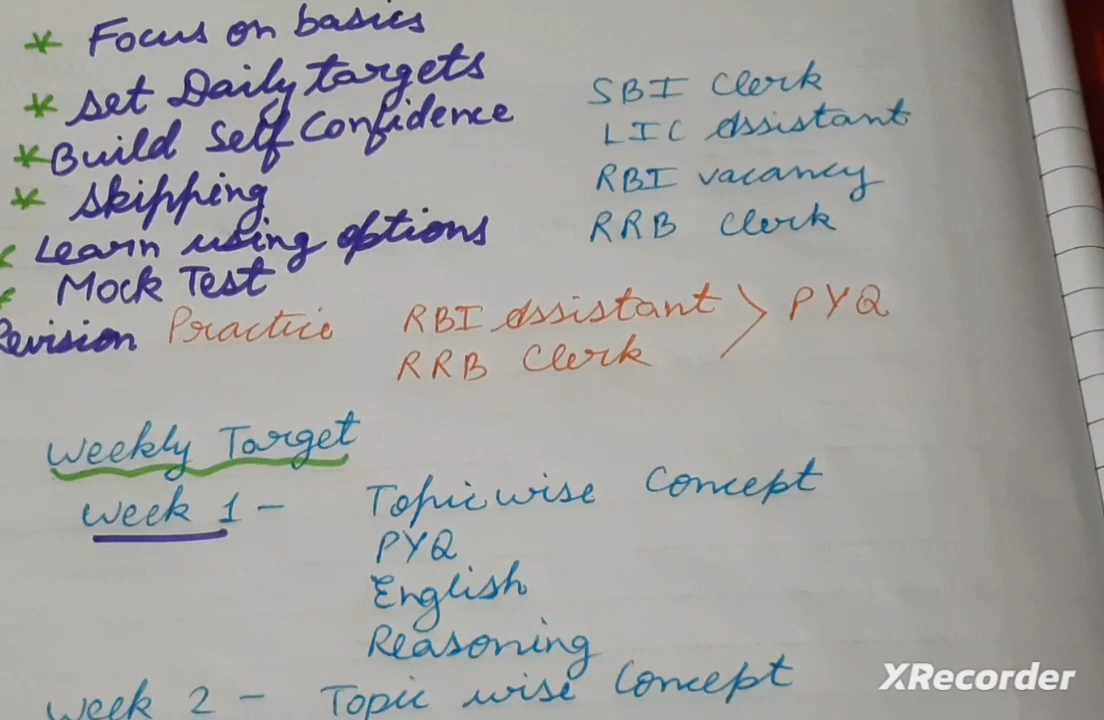 * Focus on basics
* Set Daily targets
* Build Self Confidence
* Skipping
* Learn using options
* Mock Test
Revision Practice
SBI Clerk
LIC Assistant
RBI vacancy
RRB Clerk
RBI Assistant > PYQ
RRB Clerk
Weekly Target
Week 1 - Topic wise Concept
PYQ
English
Reasoning
Week 2 - Topic wise Concept
XRecorder